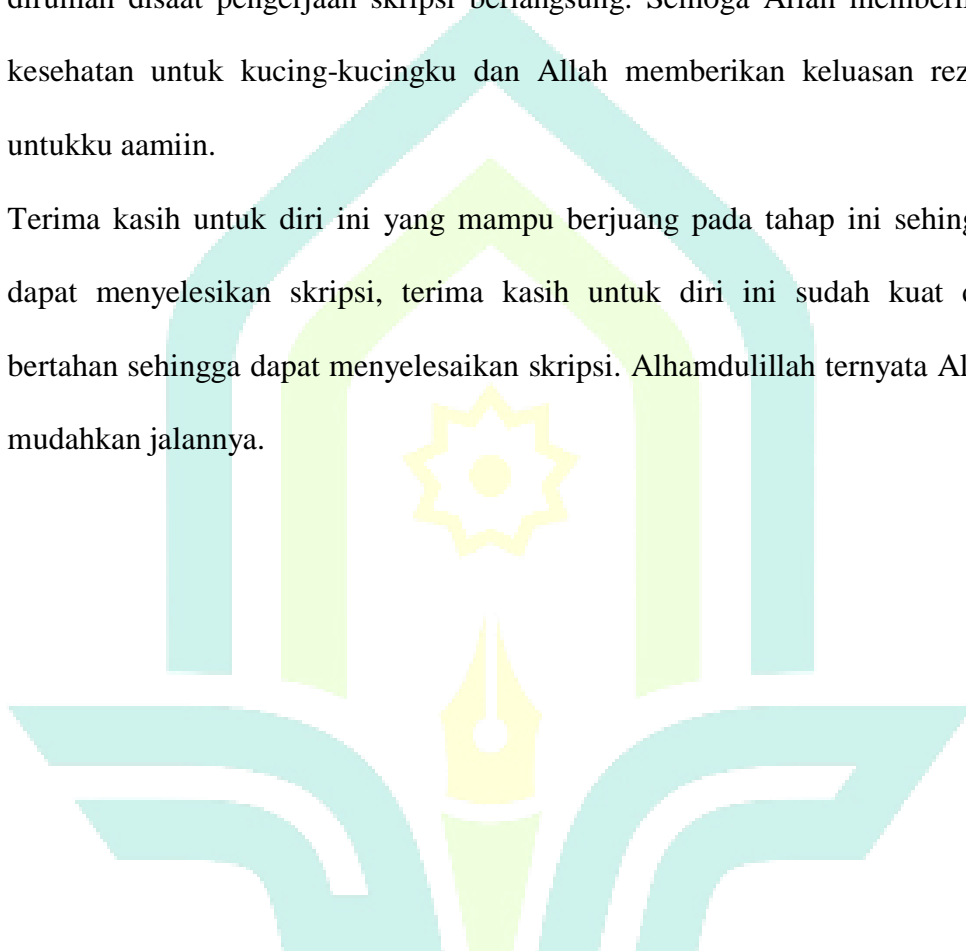 dirumah disaat pengerjaan skripsi berlangsung. Semoga Allah
kesehatan untuk kucing-kucingku dan Allah memberikan keluasan rez
untukku aamiin.
Terima kasih untuk diri ini yang mampu berjuang pada tahap ini sehing
dapat menyelesikan skripsi, terima kasih untuk diri ini sudah kuat
bertahan sehingga dapat menyelesaikan skripsi. Alhamdulillah ternyata Al
mudahkan jalannya.